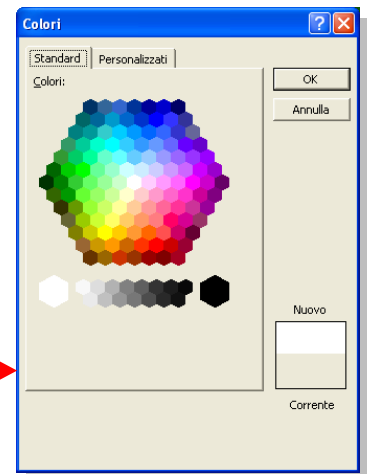 Colori
Standard
Personalizzati
Colori:
OK
Annulla
Nuovo
Corrente